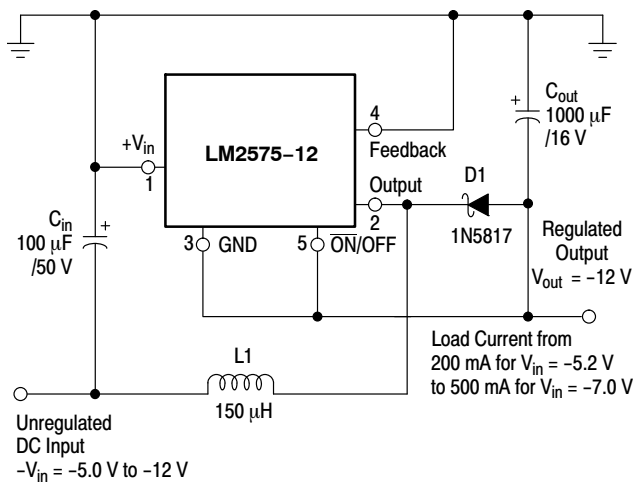 +Vin
1
LM2575–12
4
Feedback
Output
2
3
GND
5
ON/OFF
Cin
100 µF
/50 V
+
+
Cout
1000 µF
/16 V
D1
1N5817
Regulated
Output
Vout = –12 V
Load Current from
200 mA for Vin = –5.2 V
to 500 mA for Vin = –7.0 V
L1
150 µH
Unregulated
DC Input
–Vin = –5.0 V to –12 V